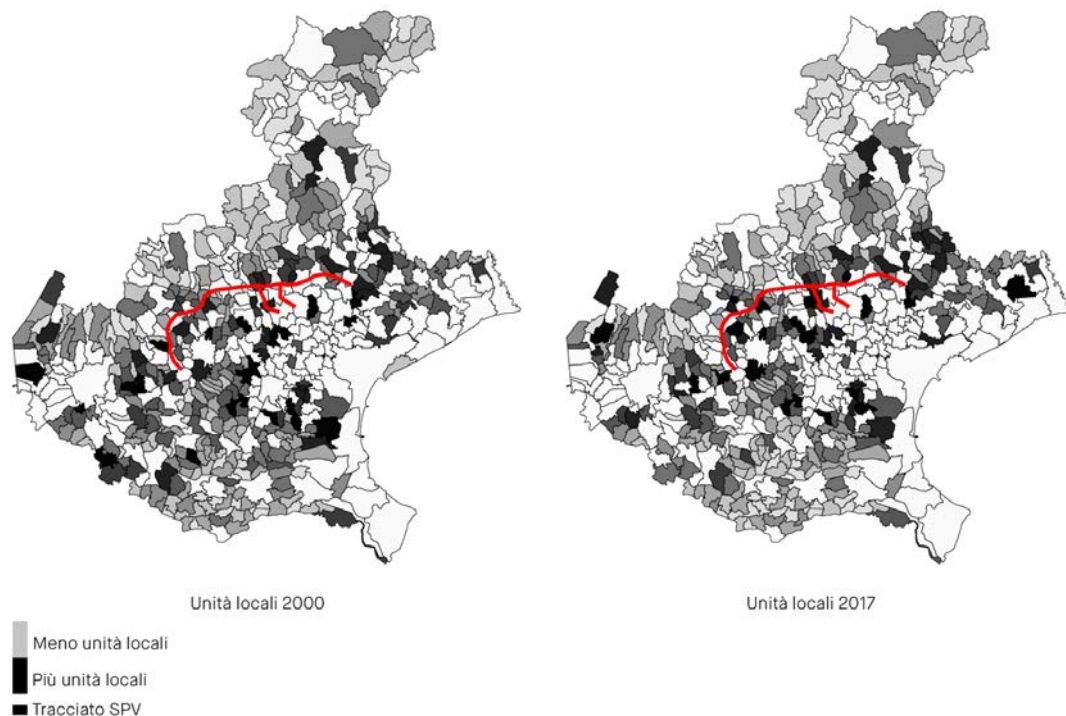 Unità locali 2000
Unità locali 2017
Meno unità locali
Più unità locali
Tracciato SPV